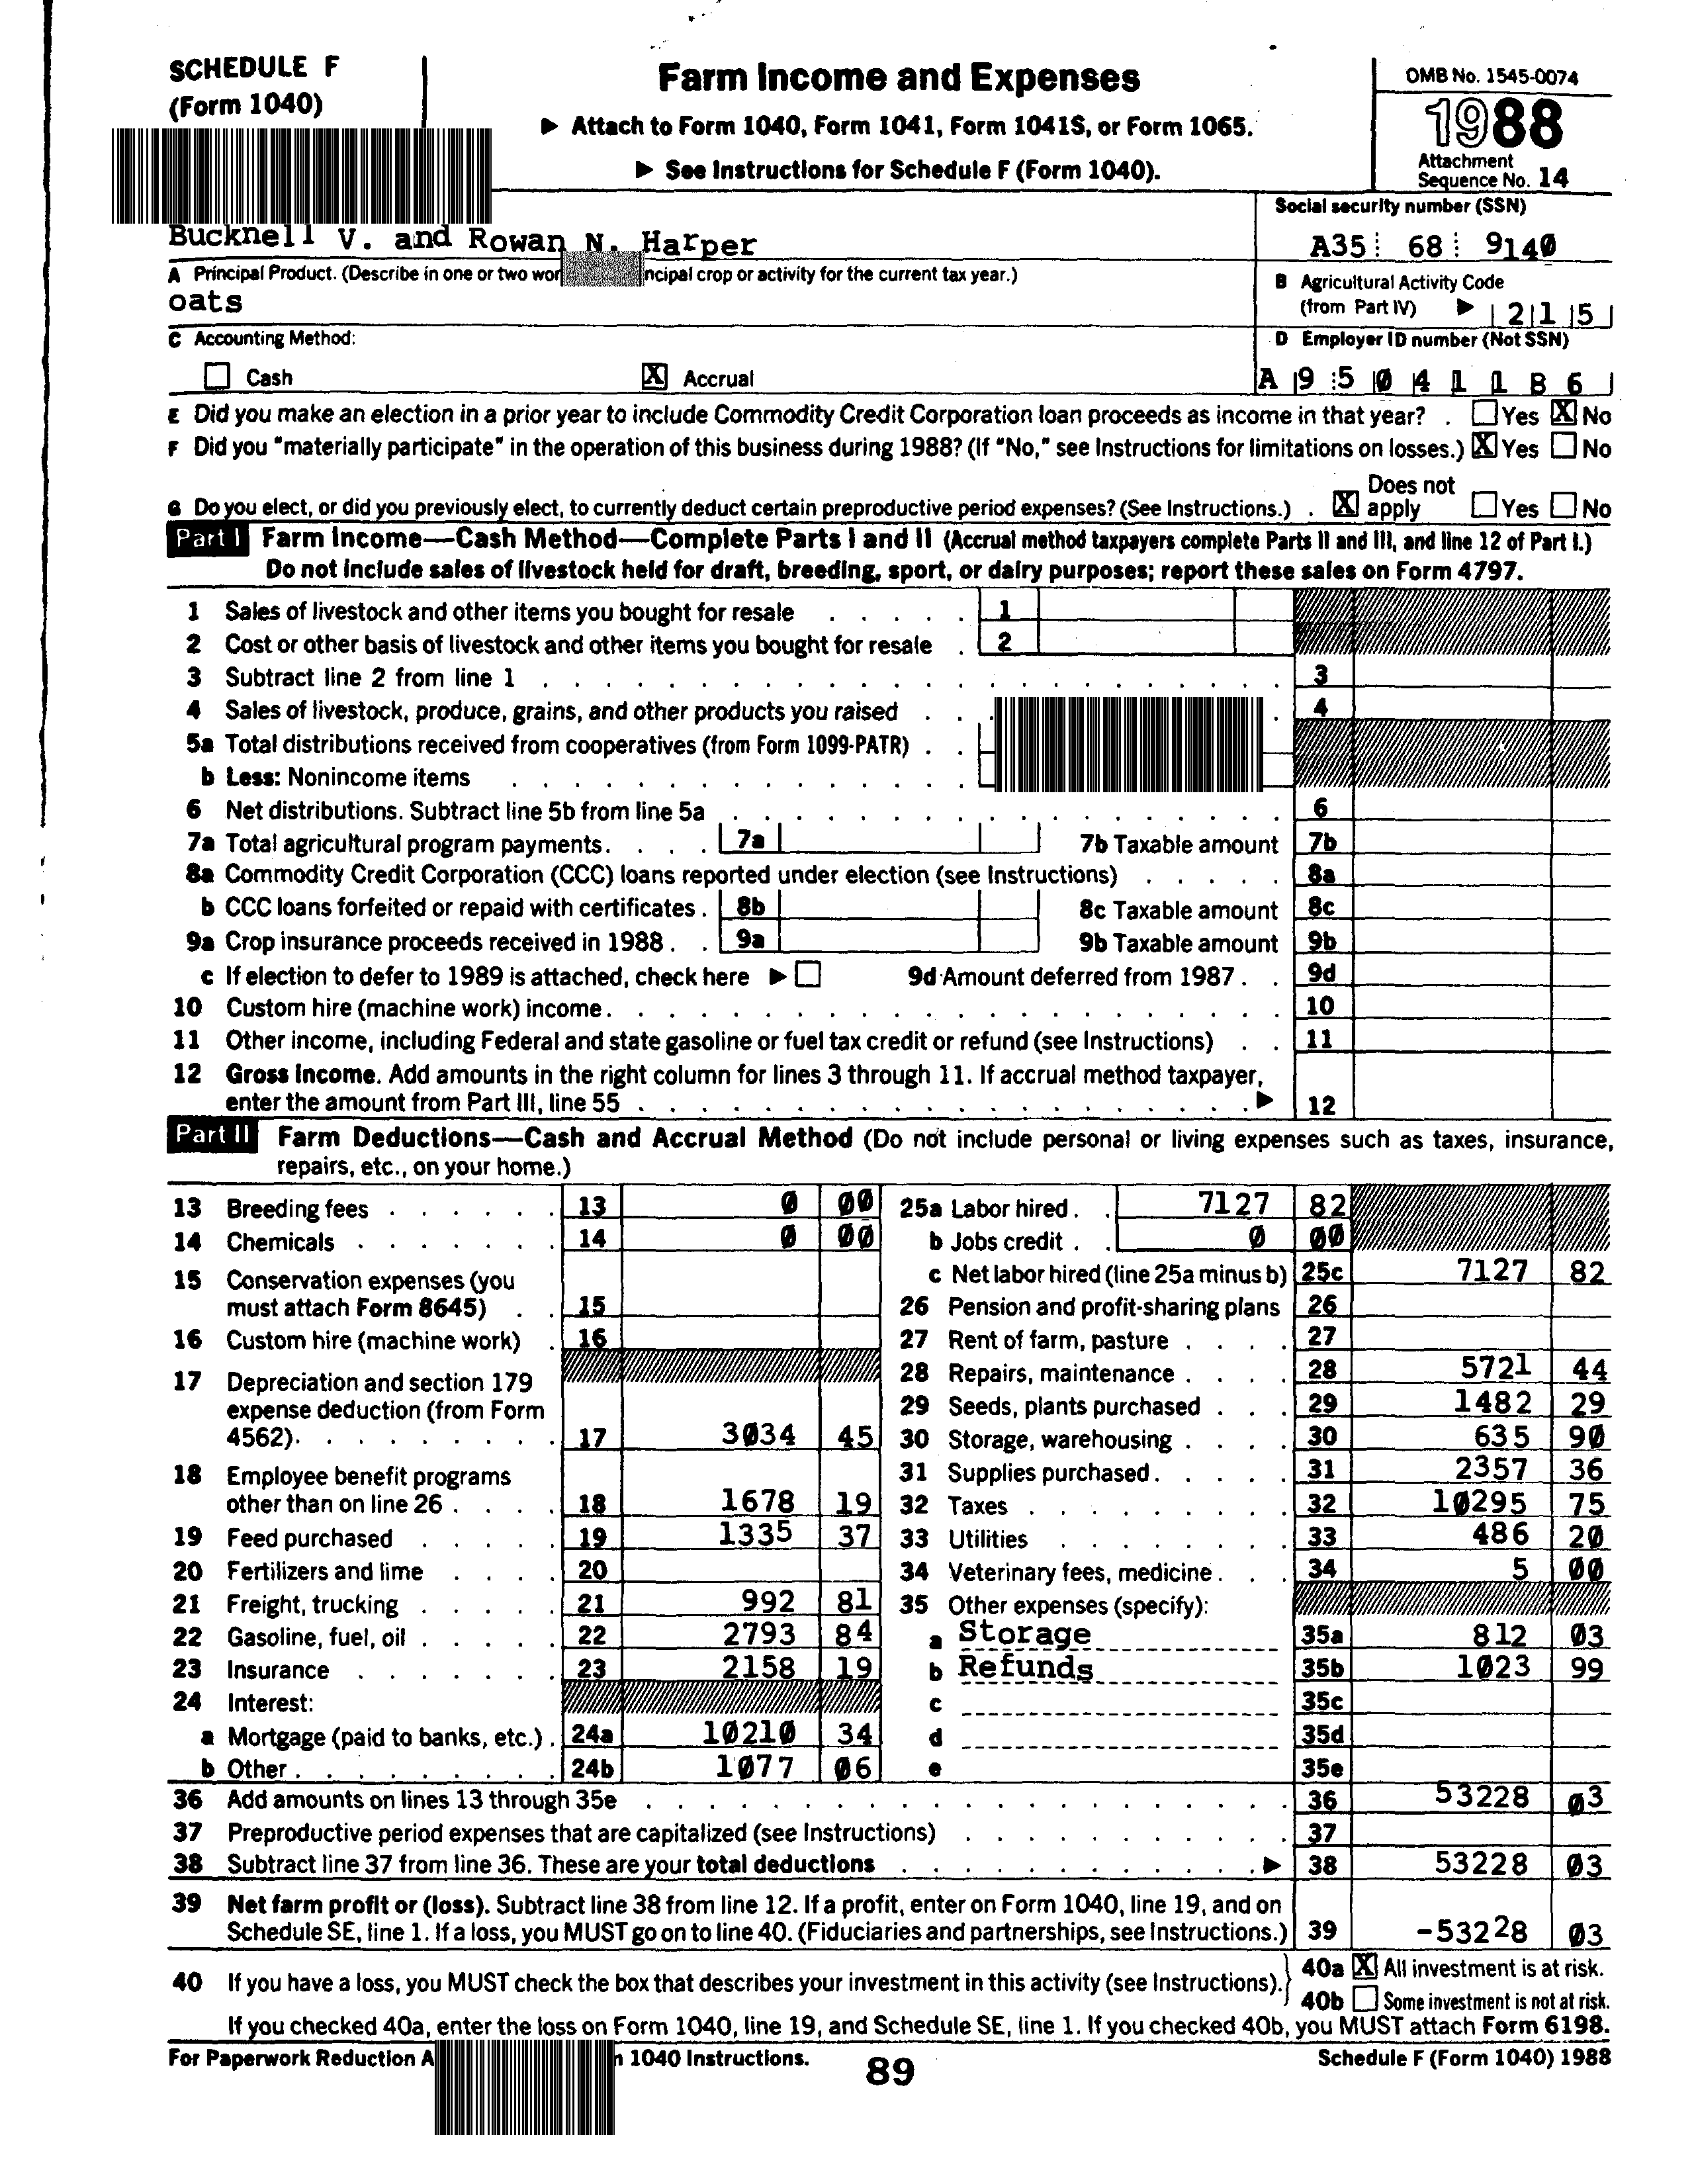 SCHEDULE F
(Form 1040)
Farm Income and Expenses
▶ Attach to Form 1040, Form 1041, Form 1041S, or Form 1065.
▶ See Instructions for Schedule F (Form 1040).
OMB No. 1545-0074
1988
Attachment
Sequence No. 14
Social security number (SSN)
Bucknell V. and Rowan N. Harper
A35 68 9140
A Principal Product. (Describe in one or two wor ncipal crop or activity for the current tax year.)
oats
B Agricultural Activity Code
(from Part IV) ▶ | 2 | 1 | 5 |
C Accounting Method:
D Employer ID number (Not SSN)
Cash X Accrual
A 9 5 0 4 1 1 B 6
E Did you make an election in a prior year to include Commodity Credit Corporation loan proceeds as income in that year? . Yes X No
F Did you "materially participate" in the operation of this business during 1988? (If "No," see Instructions for limitations on losses.) X Yes No
G Do you elect, or did you previously elect, to currently deduct certain preproductive period expenses? (See Instructions.) . X Does not apply Yes No
Part I Farm Income—Cash Method—Complete Parts I and II (Accrual method taxpayers complete Parts II and III, and line 12 of Part I.)
Do not include sales of livestock held for draft, breeding, sport, or dairy purposes; report these sales on Form 4797.
1 Sales of livestock and other items you bought for resale . . . . . 1
2 Cost or other basis of livestock and other items you bought for resale . 2
3 Subtract line 2 from line 1 . . . . 3
4 Sales of livestock, produce, grains, and other products you raised . . . 4
5a Total distributions received from cooperatives (from Form 1099-PATR) . .
b Less: Nonincome items . . . .
6 Net distributions. Subtract line 5b from line 5a . . . . 6
7a Total agricultural program payments. . . . . 7a 7b Taxable amount 7b
8a Commodity Credit Corporation (CCC) loans reported under election (see Instructions) . . . . . 8a
b CCC loans forfeited or repaid with certificates . 8b 8c Taxable amount 8c
9a Crop insurance proceeds received in 1988 . . 9a 9b Taxable amount 9b
c If election to defer to 1989 is attached, check here ▶ 9d Amount deferred from 1987 . . 9d
10 Custom hire (machine work) income. . . . 10
11 Other income, including Federal and state gasoline or fuel tax credit or refund (see Instructions) . . 11
12 Gross Income. Add amounts in the right column for lines 3 through 11. If accrual method taxpayer,
enter the amount from Part III, line 55 . . . . ▶ 12
Part II Farm Deductions—Cash and Accrual Method (Do not include personal or living expenses such as taxes, insurance,
repairs, etc., on your home.)
13 Breeding fees . . . . . . 13 0 00
14 Chemicals . . . . . . . 14 0 00
15 Conservation expenses (you
must attach Form 8645) . . 15
16 Custom hire (machine work) . 16
17 Depreciation and section 179
expense deduction (from Form
4562). . . . . . . . . 17 3034 45
18 Employee benefit programs
other than on line 26 . . . . 18 1678 19
19 Feed purchased . . . . . 19 1335 37
20 Fertilizers and lime . . . . 20
21 Freight, trucking . . . . . 21 992 81
22 Gasoline, fuel, oil . . . . . 22 2793 84
23 Insurance . . . . . . . 23 2158 19
24 Interest:
a Mortgage (paid to banks, etc.) . 24a 10210 34
b Other . . . . . . . . . 24b 1077 06
25a Labor hired . . 7127 82
b Jobs credit . . 0 00
c Net labor hired (line 25a minus b) 25c 7127 82
26 Pension and profit-sharing plans 26
27 Rent of farm, pasture . . . . 27
28 Repairs, maintenance . . . . 28 5721 44
29 Seeds, plants purchased . . . 29 1482 29
30 Storage, warehousing . . . . 30 635 90
31 Supplies purchased. . . . . 31 2357 36
32 Taxes . . . . . . . . . 32 10295 75
33 Utilities . . . . . . . . 33 486 20
34 Veterinary fees, medicine . . . 34 5 00
35 Other expenses (specify):
a Storage 35a 812 03
b Refunds 35b 1023 99
c 35c
d 35d
e 35e
36 Add amounts on lines 13 through 35e . . . . 36 53228 03
37 Preproductive period expenses that are capitalized (see Instructions) . . . . 37
38 Subtract line 37 from line 36. These are your total deductions . . . . ▶ 38 53228 03
39 Net farm profit or (loss). Subtract line 38 from line 12. If a profit, enter on Form 1040, line 19, and on
Schedule SE, line 1. If a loss, you MUST go on to line 40. (Fiduciaries and partnerships, see Instructions.) 39 -53228 03
40 If you have a loss, you MUST check the box that describes your investment in this activity (see Instructions).
40a X All investment is at risk.
40b Some investment is not at risk.
If you checked 40a, enter the loss on Form 1040, line 19, and Schedule SE, line 1. If you checked 40b, you MUST attach Form 6198.
For Paperwork Reduction A 1040 Instructions.
89
Schedule F (Form 1040) 1988